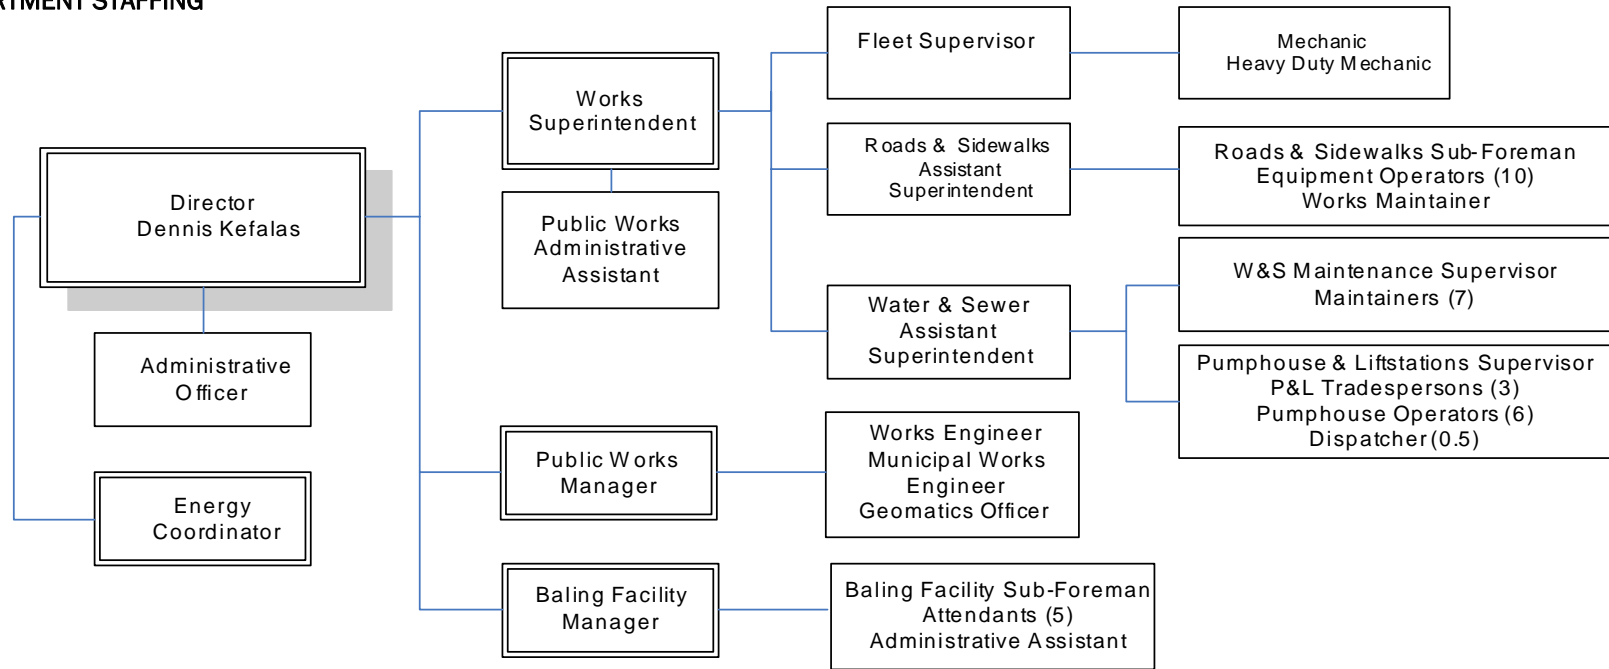 RTMENT STAFFING
Director
Dennis Kefalas
Administrative
Officer
Energy
Coordinator
Works
Superintendent
Public Works
Administrative
Assistant
Public Works
Manager
Baling Facility
Manager
Fleet Supervisor
Roads & Sidewalks
Assistant
Superintendent
Water & Sewer
Assistant
Superintendent
Works Engineer
Municipal Works
Engineer
Geomatics Officer
Baling Facility Sub-Foreman
Attendants (5)
Administrative Assistant
Mechanic
Heavy Duty Mechanic
Roads & Sidewalks Sub-Foreman
Equipment Operators (10)
Works Maintainer
W&S Maintenance Supervisor
Maintainers (7)
Pumphouse & Liftstations Supervisor
P&L Tradespersons (3)
Pumphouse Operators (6)
Dispatcher (0.5)